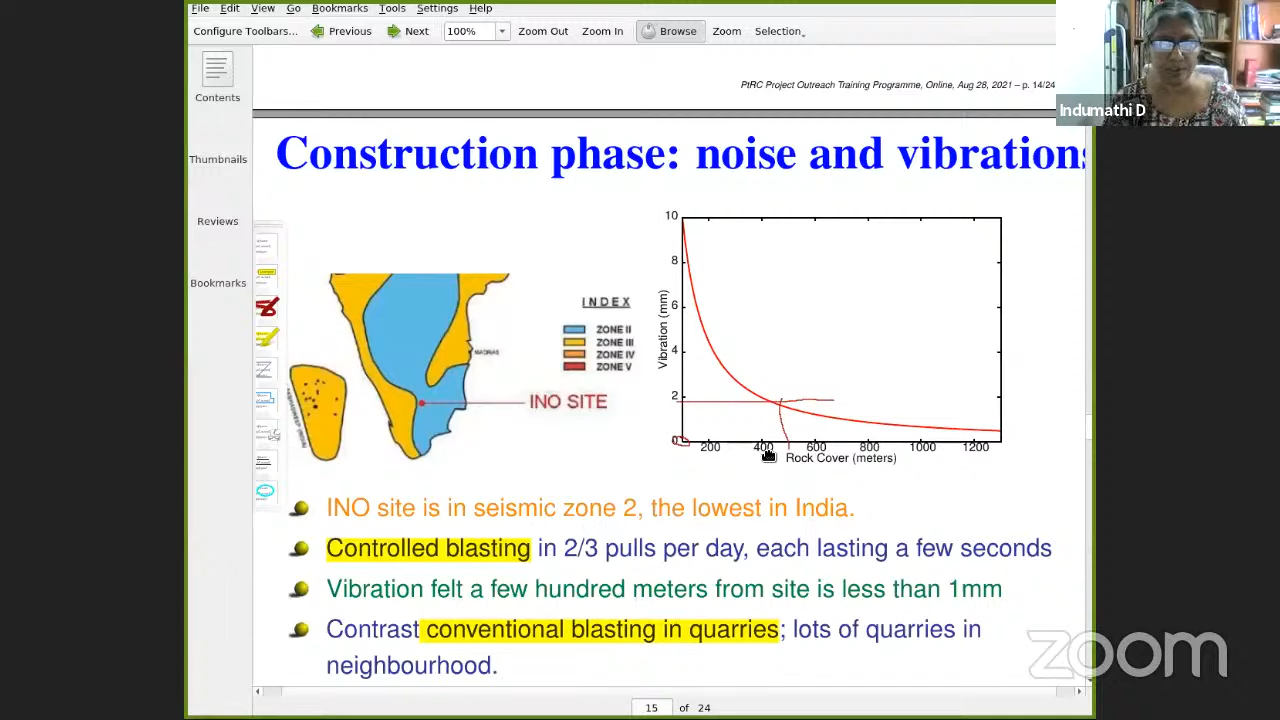 File Edit View Go Bookmarks Tools Settings Help
Configure Toolbars... Previous Next 100% Zoom Out Zoom In Browse Zoom Selection
Contents
Thumbnails
Reviews
Bookmarks
PtRC Project Outreach Training Programme, Online, Aug 28, 2021 – p. 14/24
Indumathi D
Construction phase: noise and vibrations
INDEX
ZONE II
ZONE III
ZONE IV
ZONE V
MADRAS
INO SITE
10
8
6
4
2
0
Vibration (mm)
200 400 600 800 1000 1200
Rock Cover (meters)
INO site is in seismic zone 2, the lowest in India.
Controlled blasting in 2/3 pulls per day, each lasting a few seconds
Vibration felt a few hundred meters from site is less than 1mm
Contrast conventional blasting in quarries; lots of quarries in
neighbourhood.
zoom
15 of 24